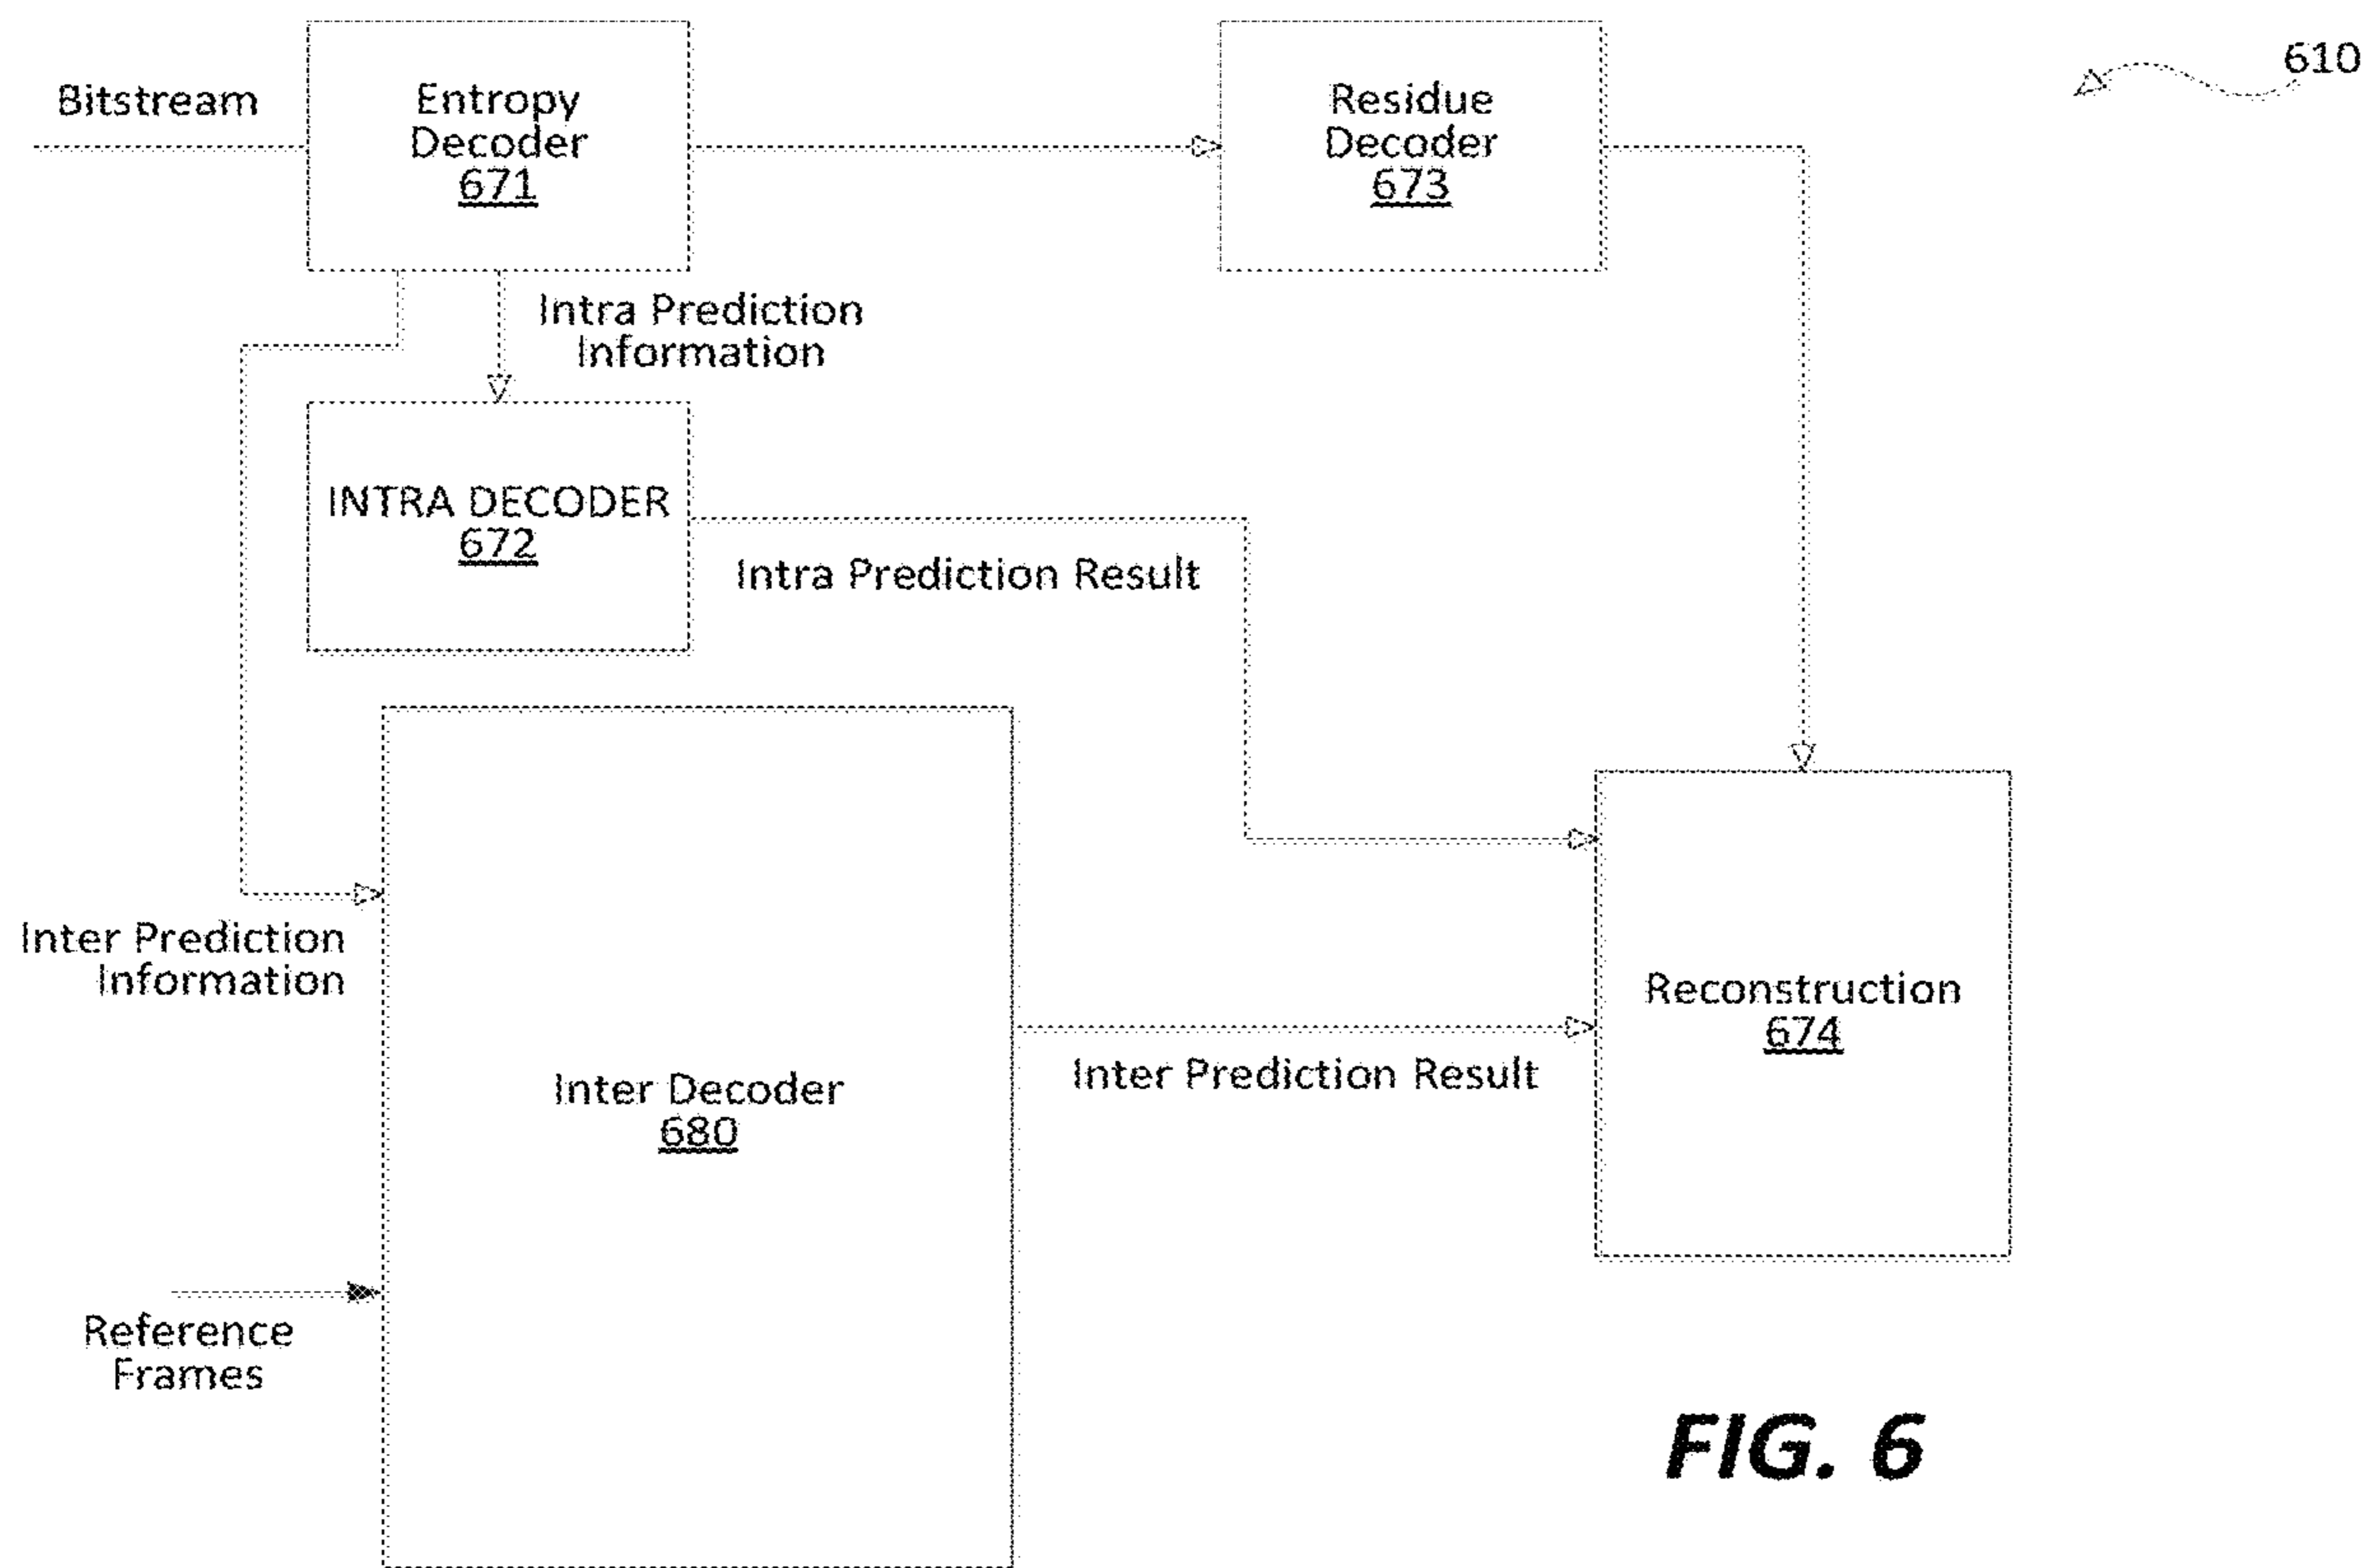 610
Bitstream
Entropy
Decoder
671
Residue
Decoder
673
Intra Prediction
Information
INTRA DECODER
672
Intra Prediction Result
Inter Prediction
Information
Inter Decoder
680
Inter Prediction Result
Reconstruction
674
Reference
Frames
FIG. 6